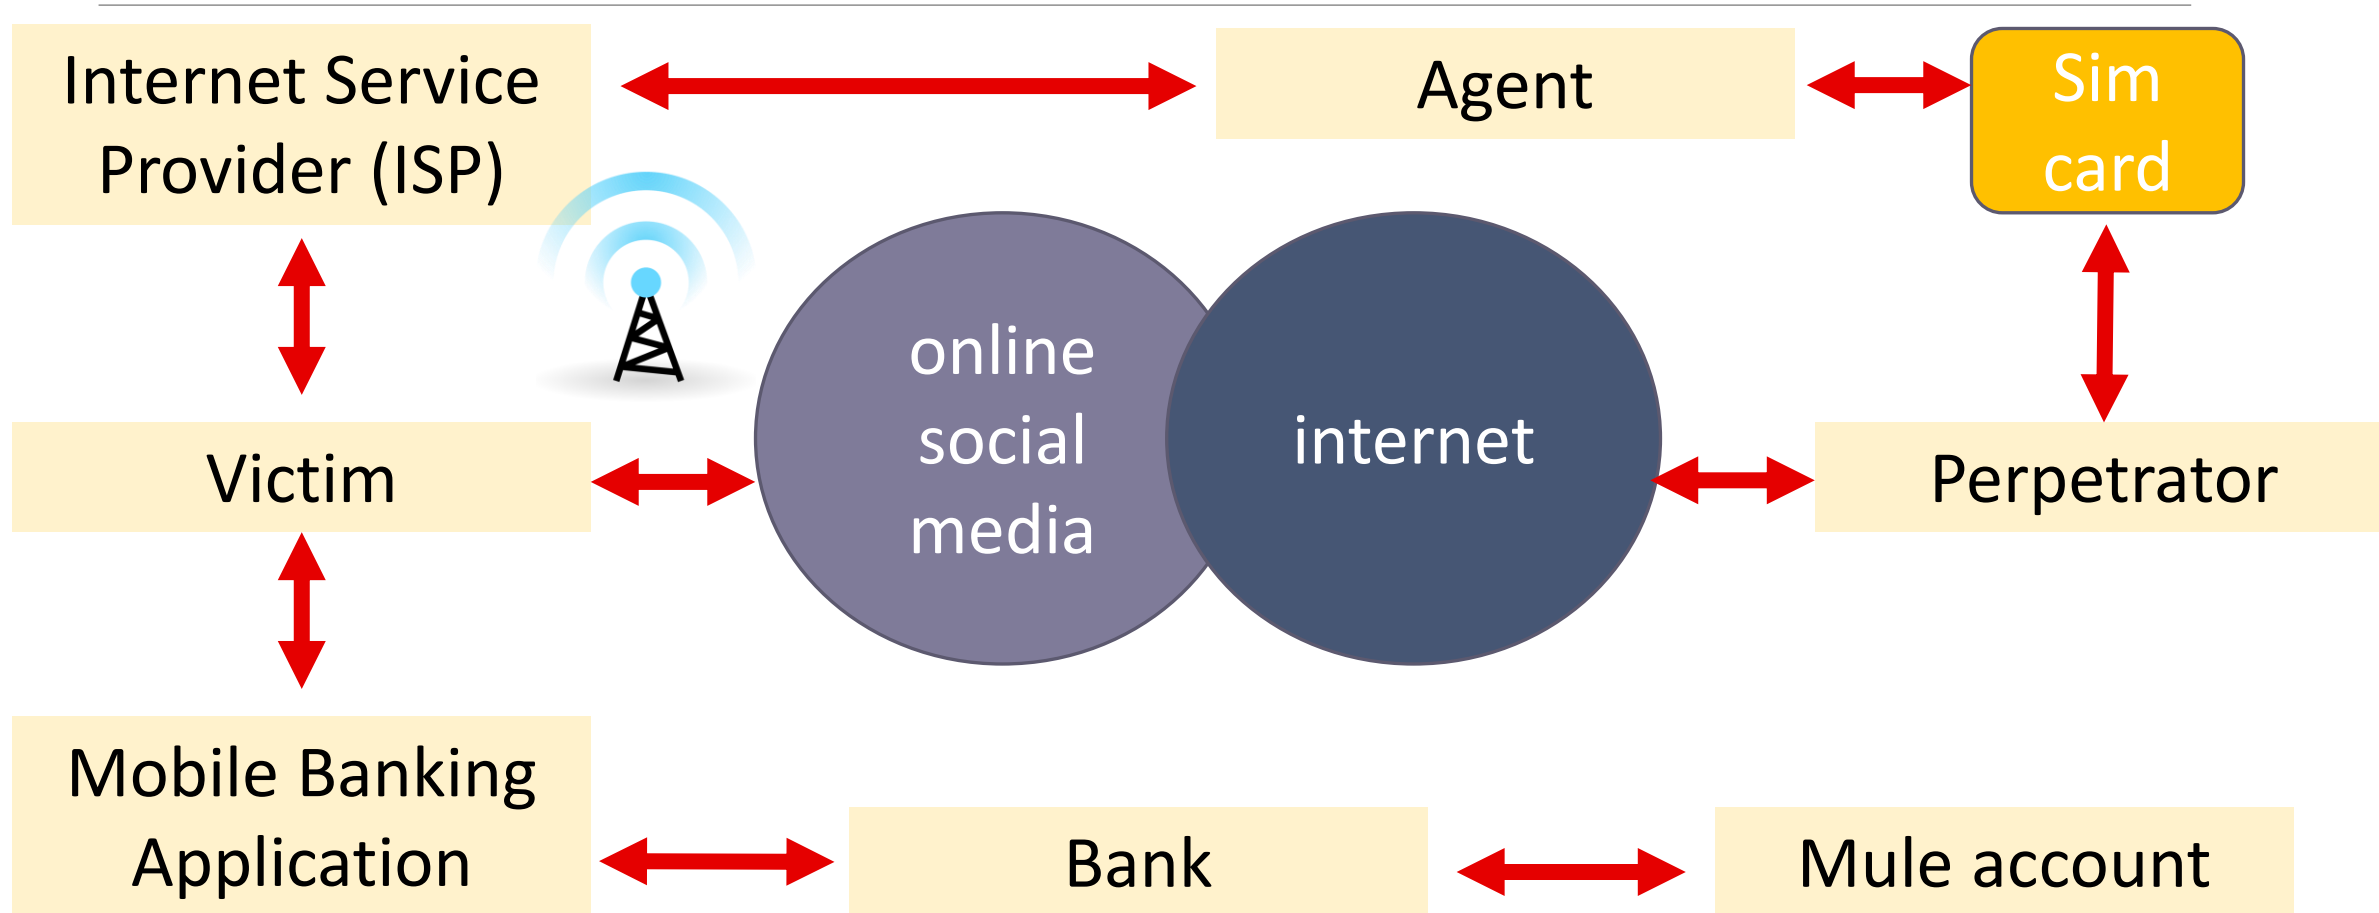 Internet Service
Provider (ISP)
Agent
Sim
card
online
social
media
internet
Victim
Perpetrator
Mobile Banking
Application
Bank
Mule account